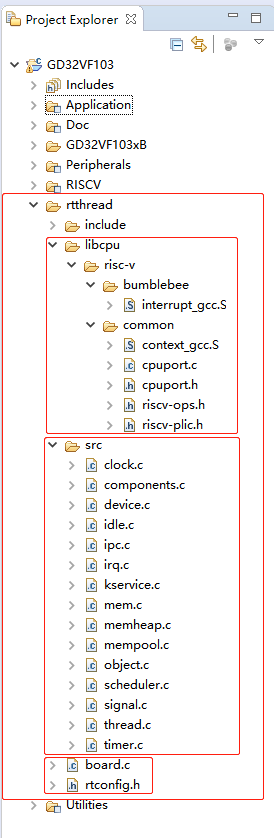 Project Explorer
GD32VF103
Includes
Application
Doc
GD32VF103xB
Peripherals
RISCV
rtthread
include
libcpu
risc-v
bumblebee
interrupt_gcc.S
common
context_gcc.S
cpuport.c
cpuport.h
riscv-ops.h
riscv-plic.h
src
clock.c
components.c
device.c
idle.c
ipc.c
irq.c
kservice.c
mem.c
memheap.c
mempool.c
object.c
scheduler.c
signal.c
thread.c
timer.c
board.c
rtconfig.h
Utilities